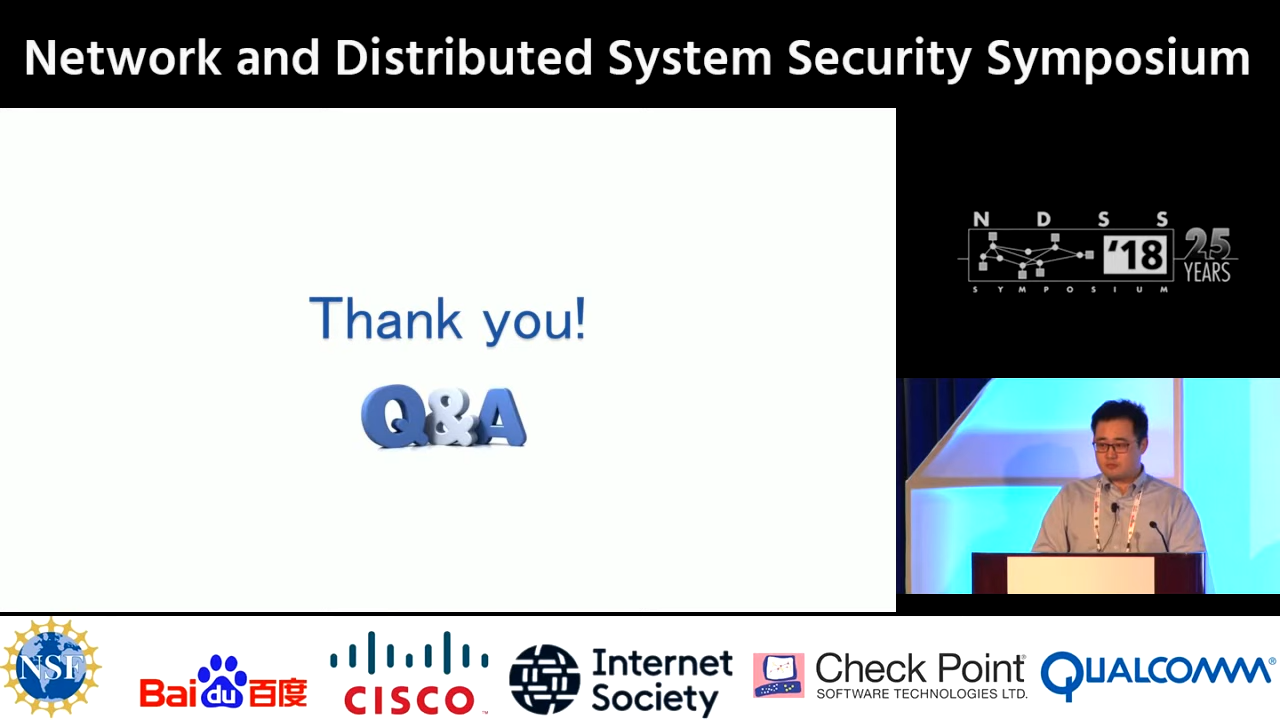 Network and Distributed System Security Symposium
Thank you!
Q&A
N D S S
'18
25
YEARS
S Y M P O S I U M
NSF
Bai du 百度
CISCO
Internet
Society
Check Point
SOFTWARE TECHNOLOGIES LTD.
QUALCOMM®